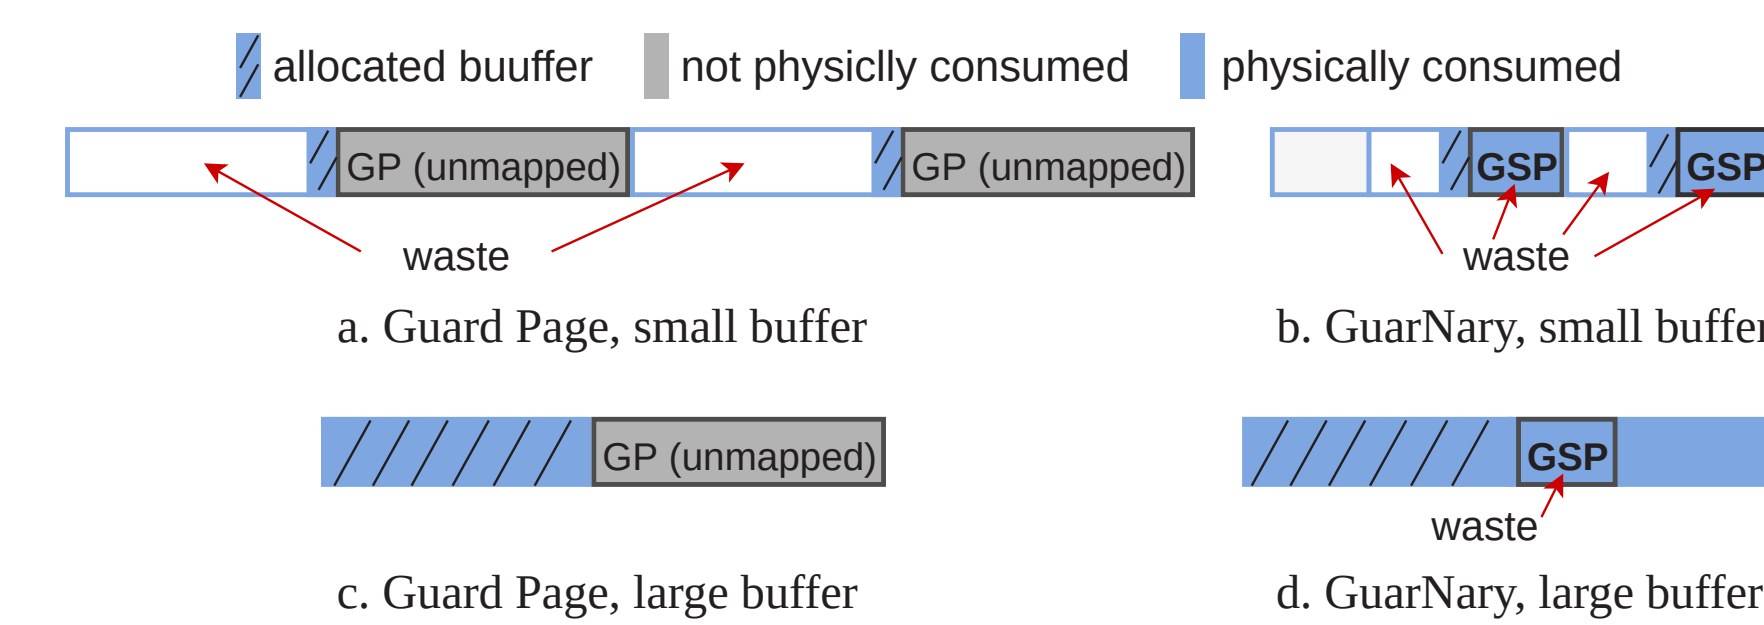 allocated buuffer not physiclly consumed physically consumed
GP (unmapped) GP (unmapped) GSP GSP
waste waste
a. Guard Page, small buffer b. GuarNary, small buffer
GP (unmapped) GSP
waste
c. Guard Page, large buffer d. GuarNary, large buffer